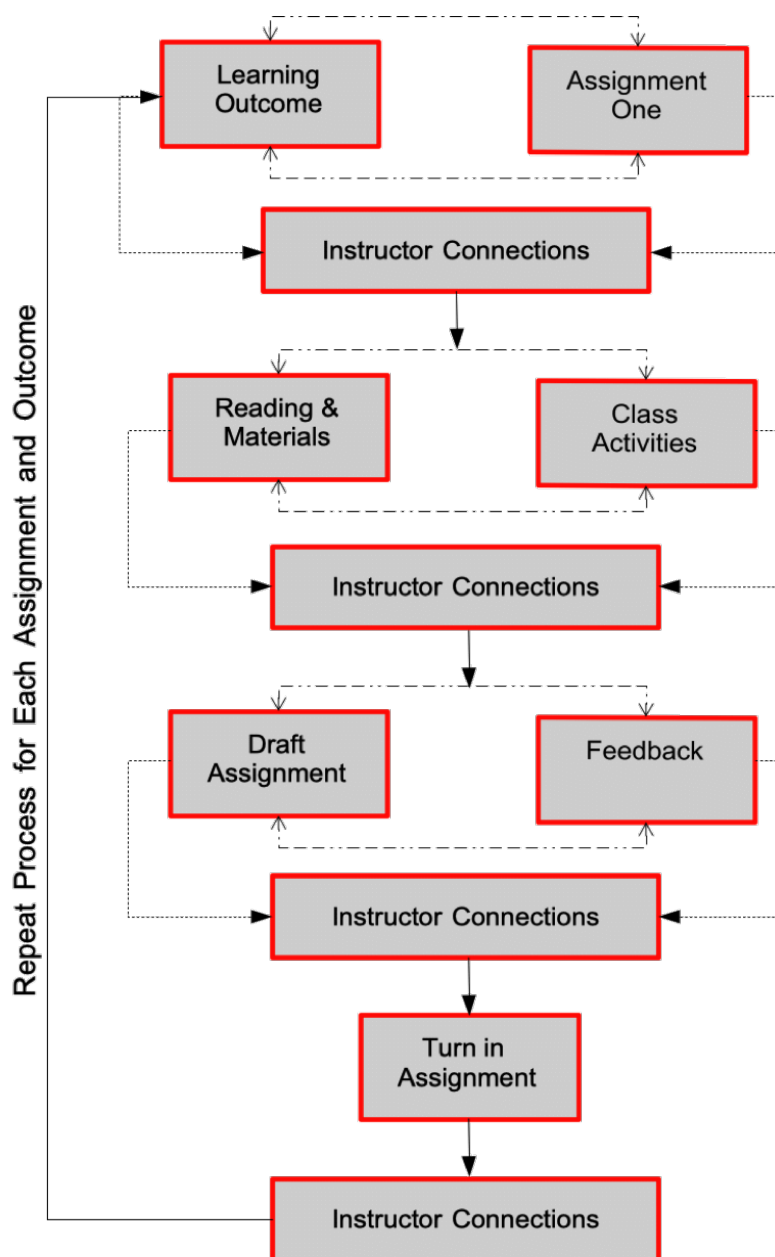 Learning
Outcome
Assignment
One
Instructor Connections
Reading &
Materials
Class
Activities
Instructor Connections
Draft
Assignment
Feedback
Instructor Connections
Turn in
Assignment
Instructor Connections
Repeat Process for Each Assignment and Outcome